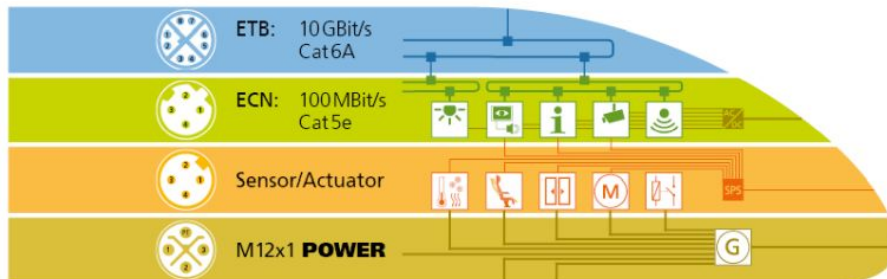 ETB: 10 GBit/s
Cat 6A
ECN: 100 MBit/s
Cat 5e
Sensor/Actuator
SPS
M
M12x1 POWER
G